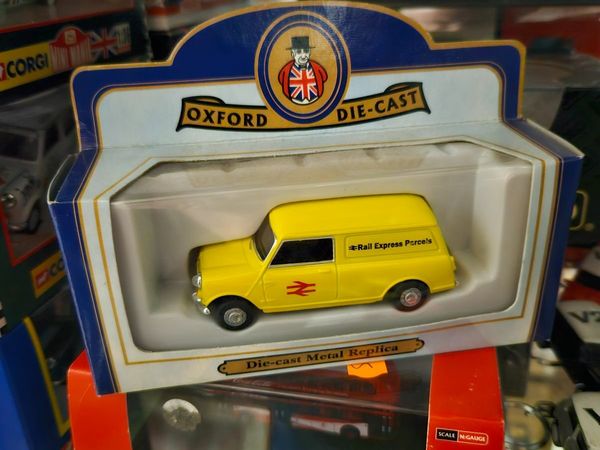 OXFORD DIE-CAST
CORGI
Rail Express Parcels
Die-cast Metal Replica
SCALE N:GAUGE